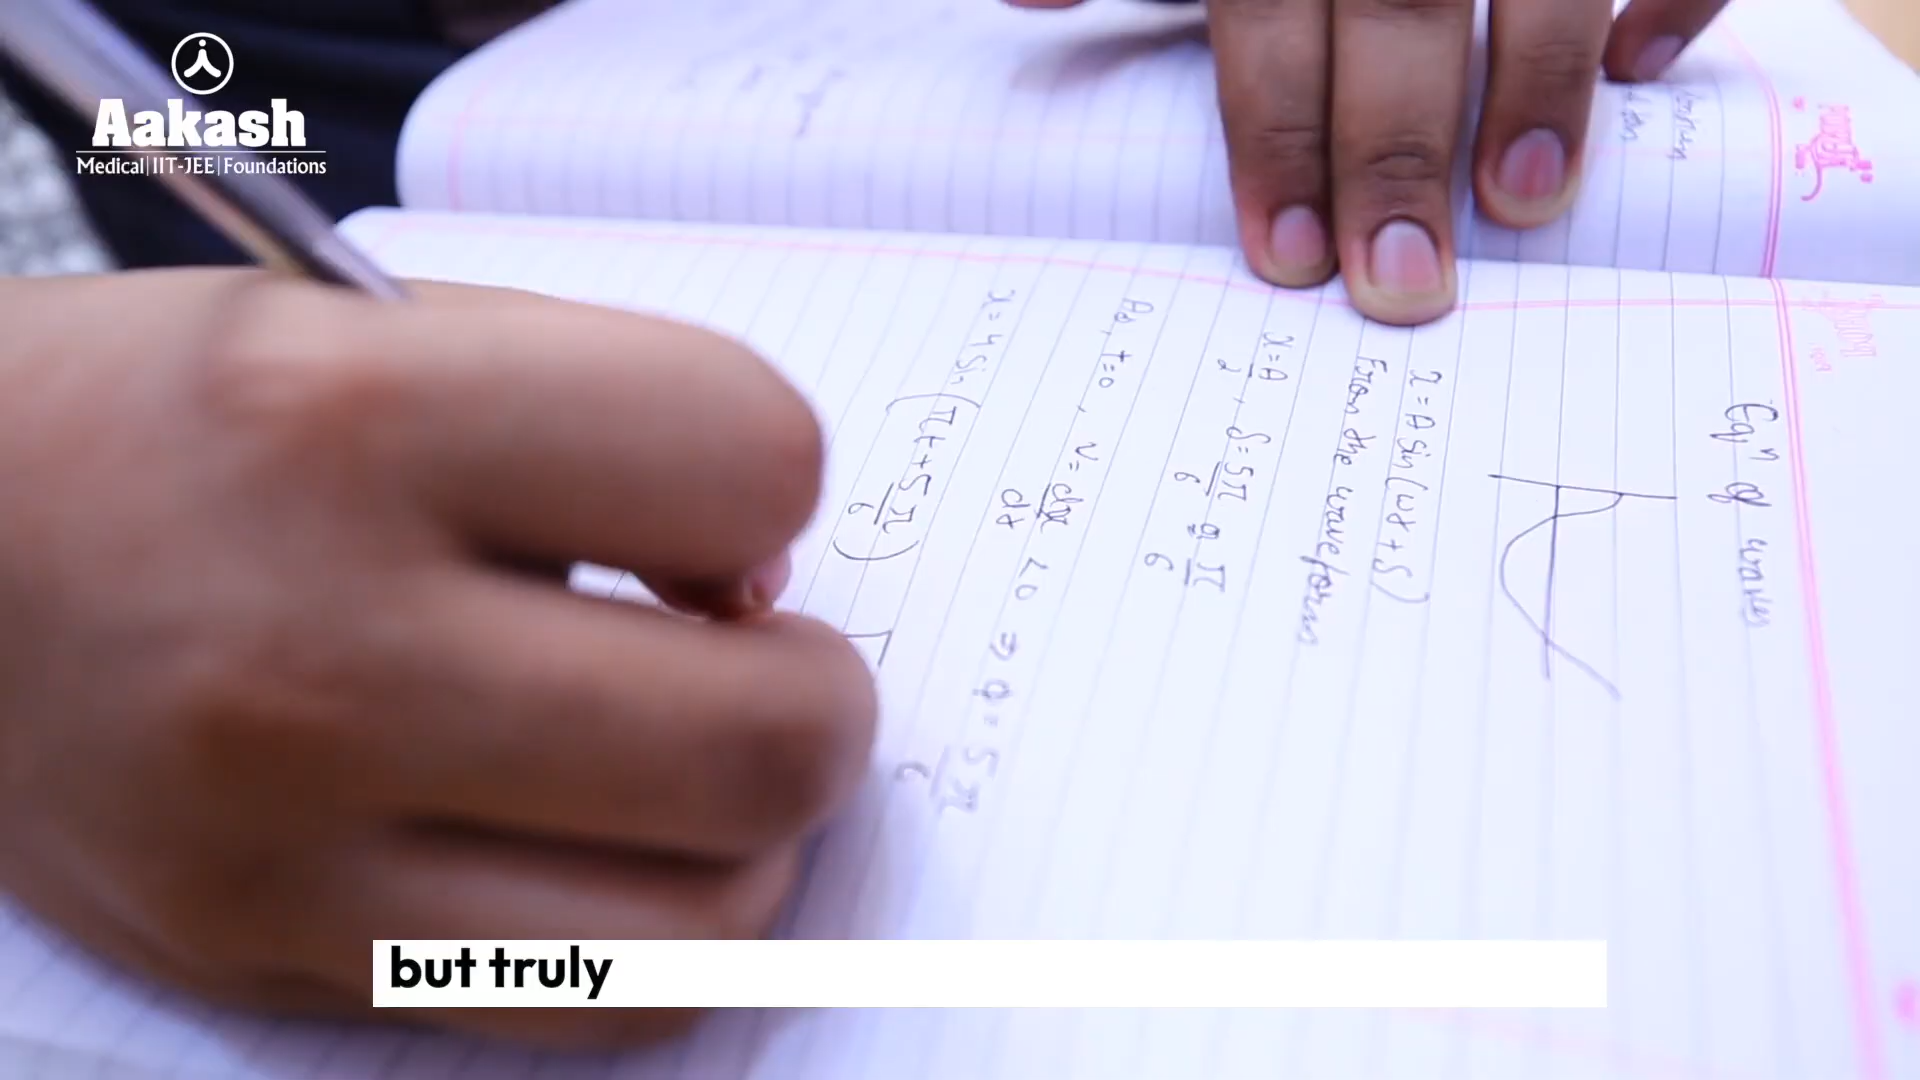 Aakash
Medical|IIT-JEE|Foundations
Eqn of waves
x = A sin(ωt + δ)
From the waveform
x = A/2, δ = 5π/6 or π/6
At, t=0, v = dx/dt <0 ⇒ φ = 5π/6
x = 4 sin(πt + 5π/6)
but truly